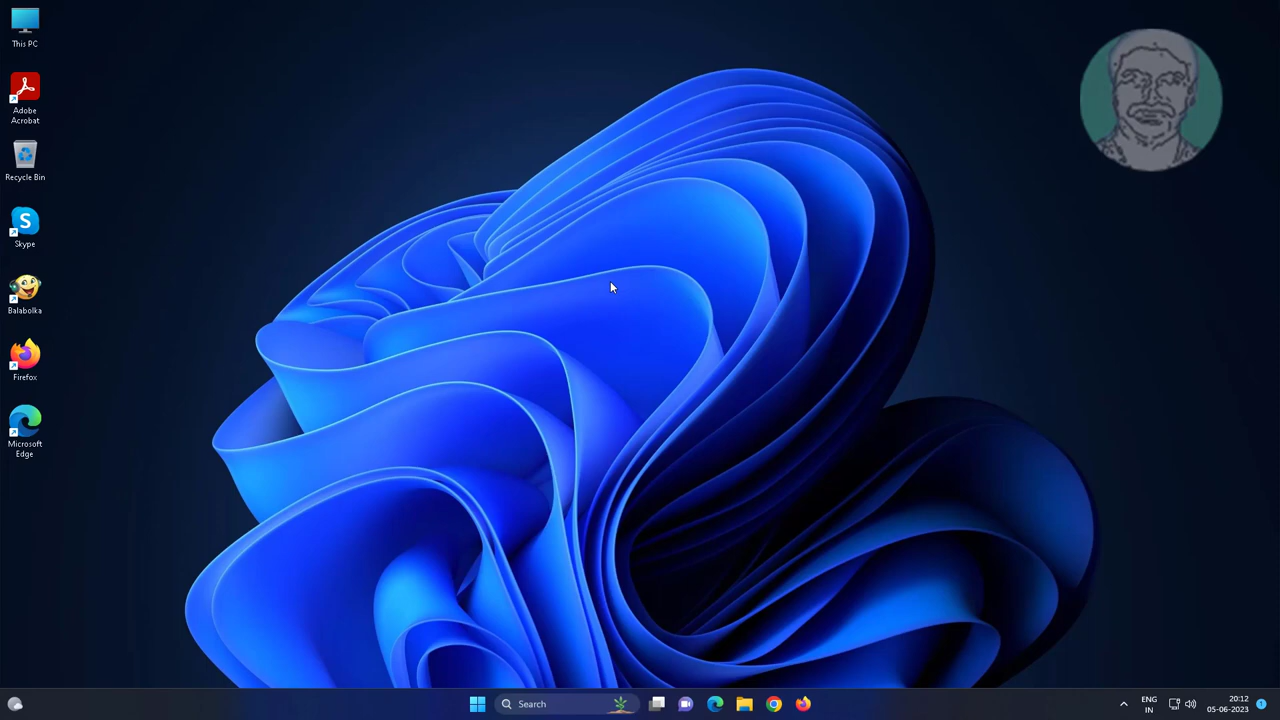 This PC
Adobe
Acrobat
Recycle Bin
S
Skype
Balabolka
Firefox
Microsoft
Edge
Search
ENG
IN
20:12
05-06-2023
1